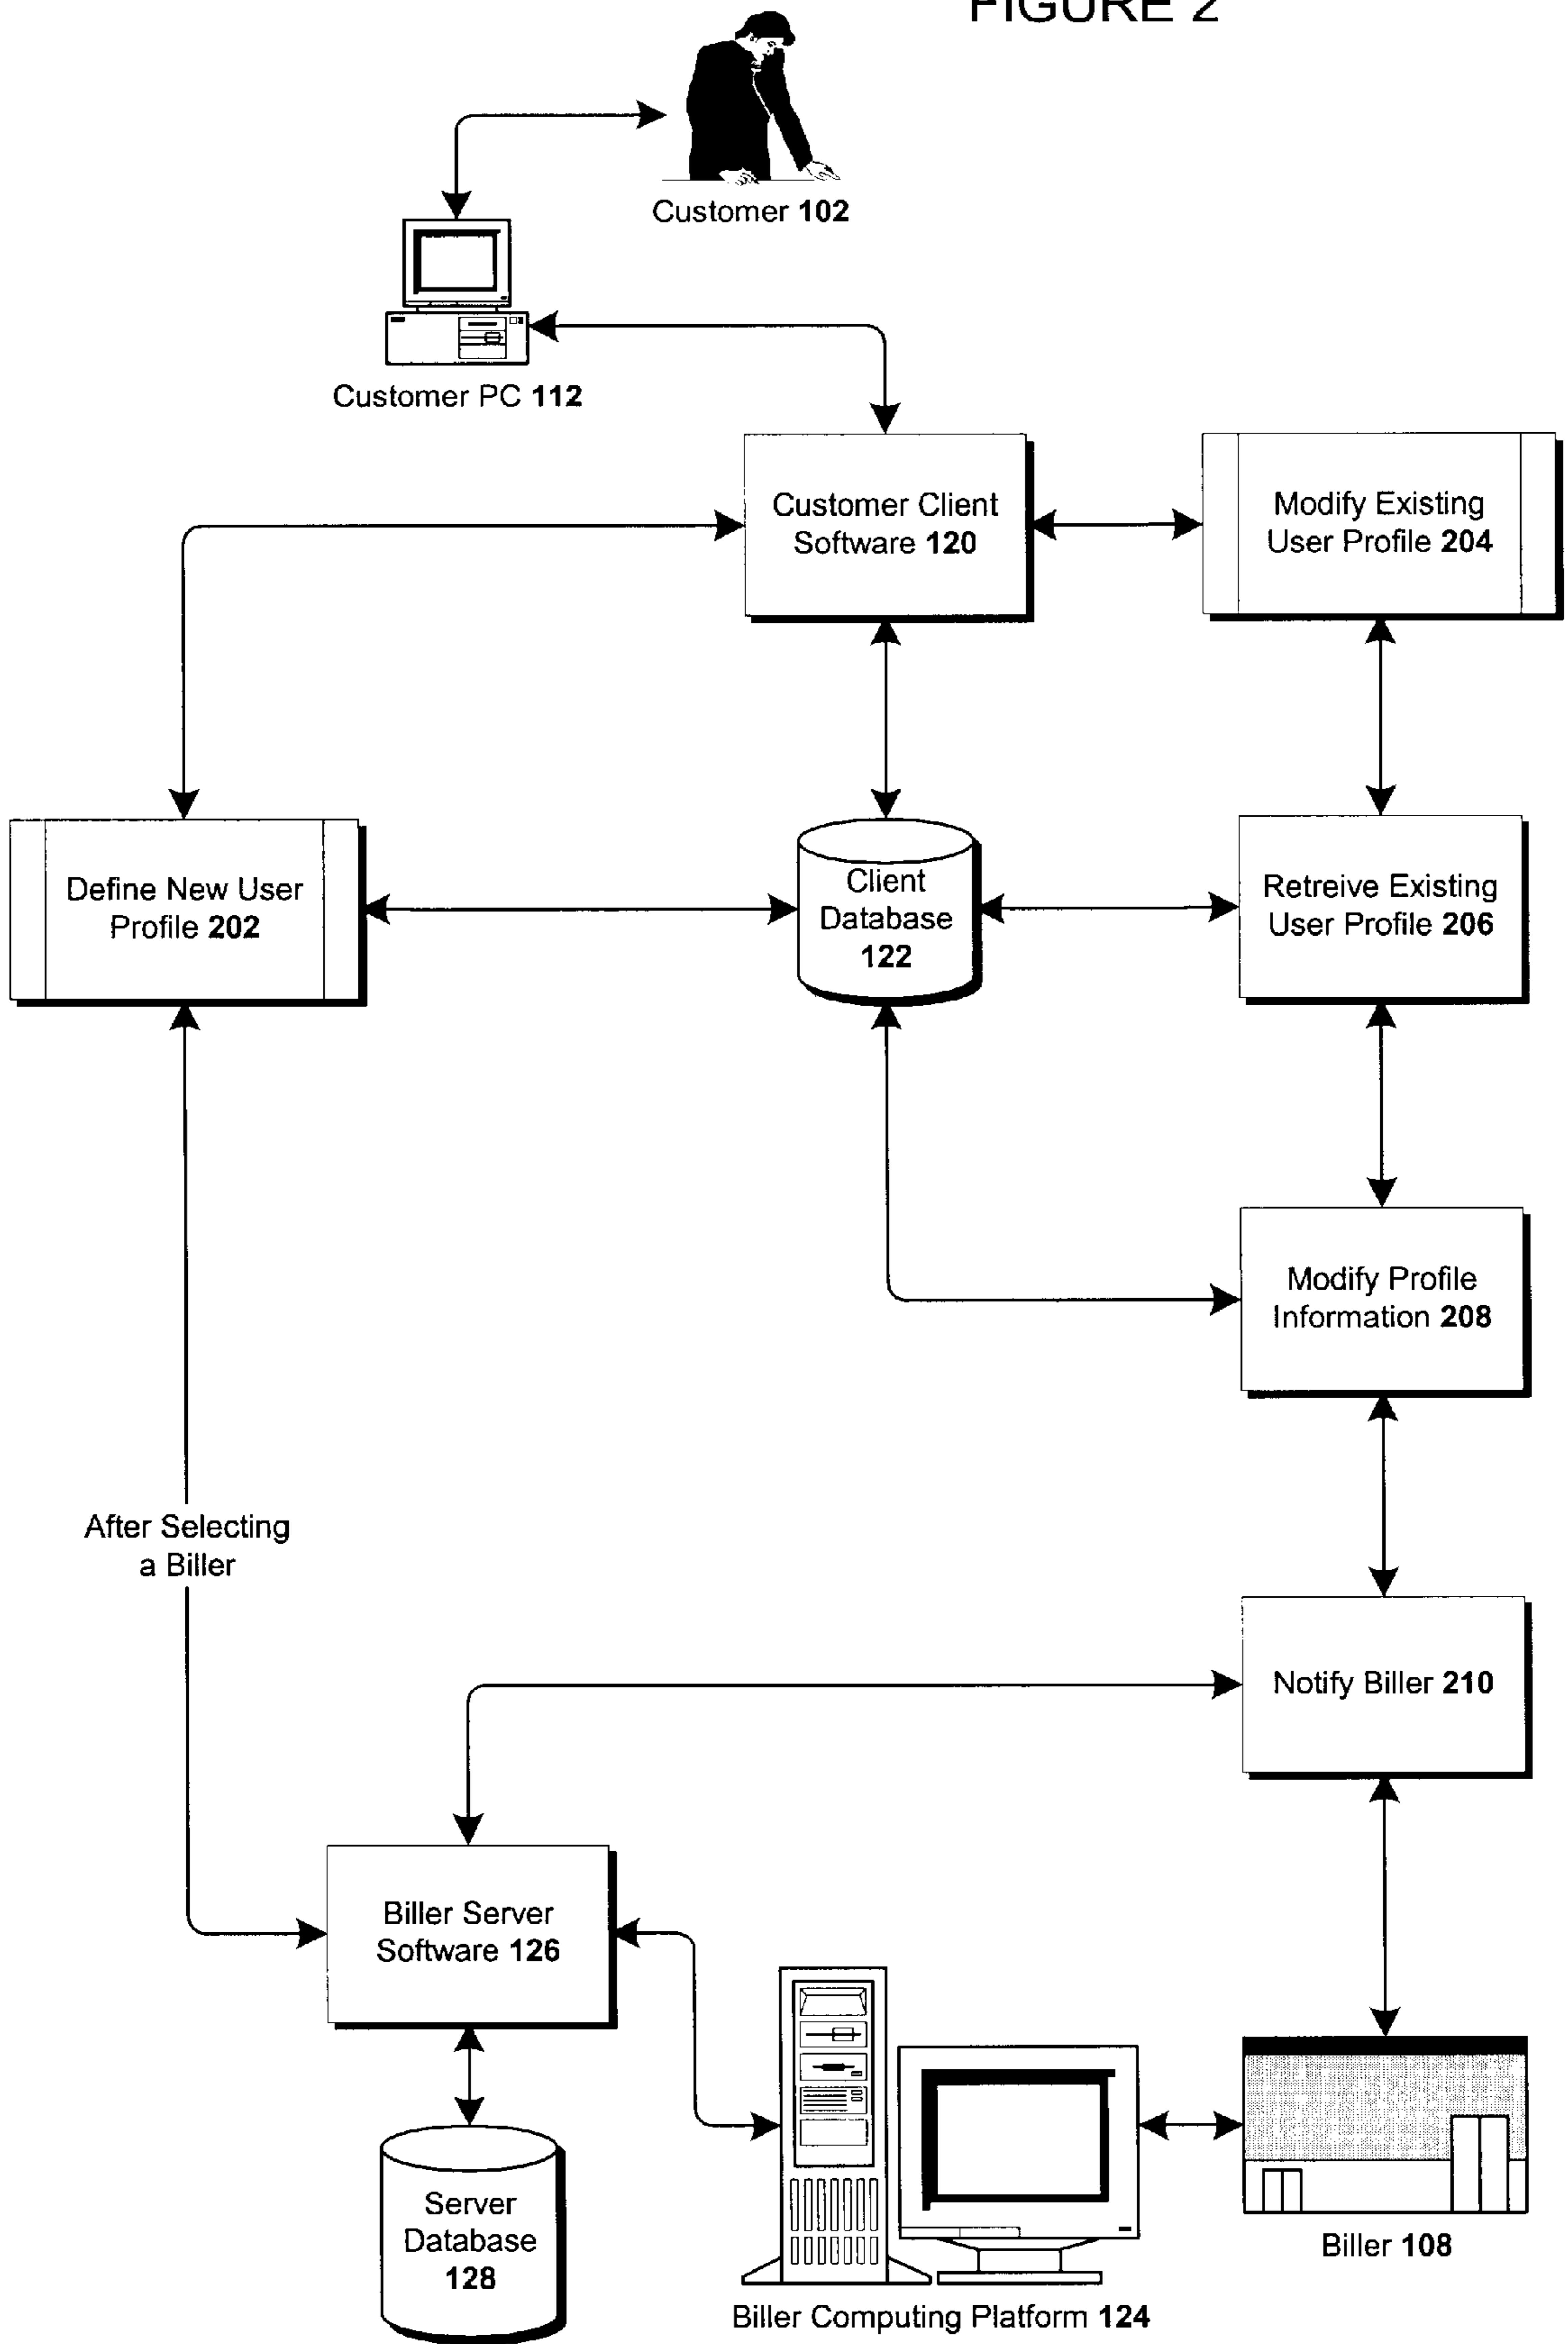 FIGURE 2
Customer 102
Customer PC 112
Customer Client
Software 120
Modify Existing
User Profile 204
Define New User
Profile 202
Client
Database
122
Retreive Existing
User Profile 206
Modify Profile
Information 208
After Selecting
a Biller
Notify Biller 210
Biller Server
Software 126
Server
Database
128
Biller Computing Platform 124
Biller 108